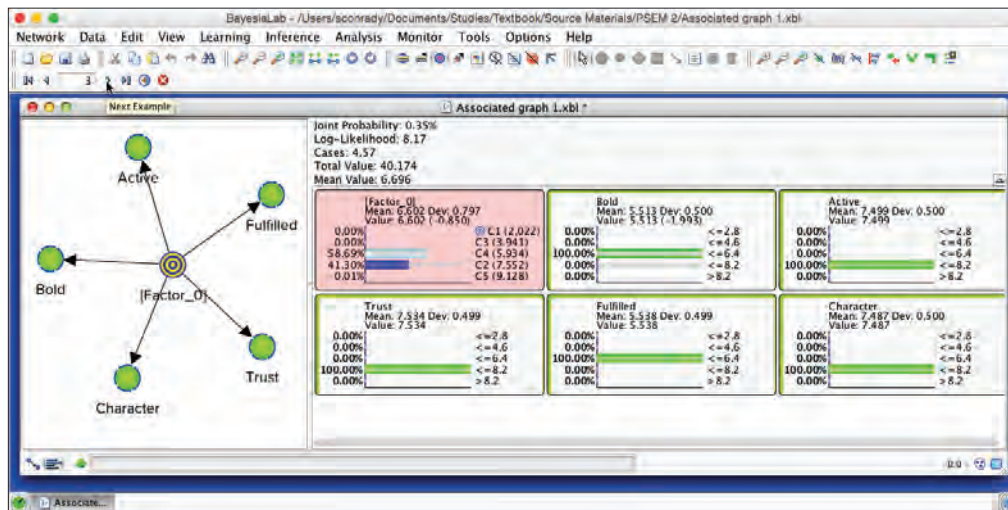 BayesiaLab - /Users/sconrady/Documents/Studies/Textbook/Source Materials/PSEM 2/Associated graph 1.xbl
Network Data Edit View Learning Inference Analysis Monitor Tools Options Help
3
Next Example
Associated graph 1.xbl *
Active
Fulfilled
Bold
[Factor_0]
Trust
Character
Joint Probability: 0.35%
Log-Likelihood: 8.17
Cases: 4.57
Total Value: 40.174
Mean Value: 6.696
[Factor_0]
Mean: 6.602 Dev: 0.797
Value: 6.602 (-0.850)
0.00% C1 (2.022)
0.00% C3 (3.941)
58.69% C4 (5.934)
41.30% C2 (7.552)
0.01% C5 (9.128)
Bold
Mean: 5.513 Dev: 0.500
Value: 5.513 (-1.993)
0.00% <=2.8
0.00% <=4.6
100.00% <=6.4
0.00% <=8.2
0.00% >8.2
Active
Mean: 7.499 Dev: 0.500
Value: 7.499
0.00% <=2.8
0.00% <=4.6
0.00% <=6.4
100.00% <=8.2
0.00% >8.2
Trust
Mean: 7.534 Dev: 0.499
Value: 7.534
0.00% <=2.8
0.00% <=4.6
0.00% <=6.4
100.00% <=8.2
0.00% >8.2
Fulfilled
Mean: 5.538 Dev: 0.499
Value: 5.538
0.00% <=2.8
0.00% <=4.6
100.00% <=6.4
0.00% <=8.2
0.00% >8.2
Character
Mean: 7.487 Dev: 0.500
Value: 7.487
0.00% <=2.8
0.00% <=4.6
0.00% <=6.4
100.00% <=8.2
0.00% >8.2
Associate...